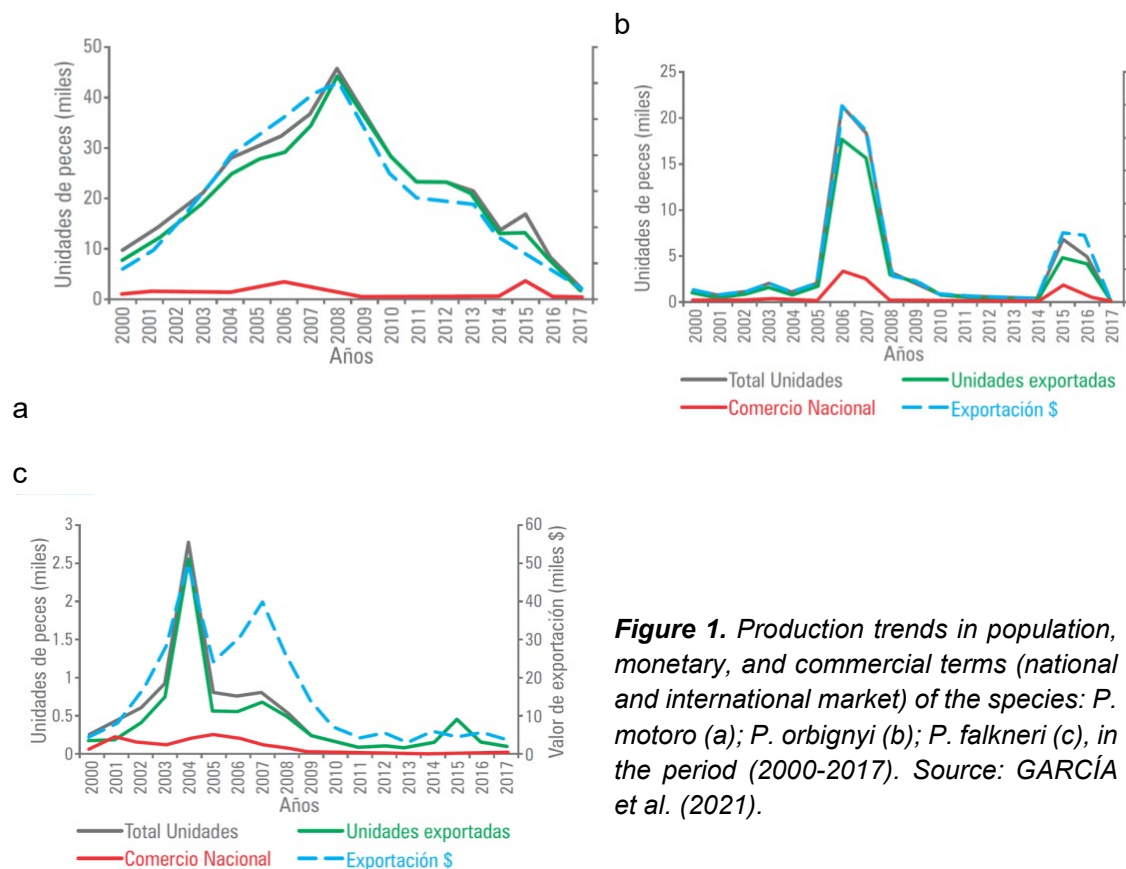 b
50
40
30
20
10
0
Unidades de peces (miles)
2000 2001 2002 2003 2004 2005 2006 2007 2008 2009 2010 2011 2012 2013 2014 2015 2016 2017
Años
25
20
15
10
5
0
Unidades de peces (miles)
2000 2001 2002 2003 2004 2005 2006 2007 2008 2009 2010 2011 2012 2013 2014 2015 2016 2017
Años
Total Unidades Unidades exportadas
Comercio Nacional Exportación $
a
c
3
2.5
2
1.5
1
0.5
0
Unidades de peces (miles)
60
50
40
30
20
10
0
Valor de exportación (miles $)
2000 2001 2002 2003 2004 2005 2006 2007 2008 2009 2010 2011 2012 2013 2014 2015 2016 2017
Años
Total Unidades Unidades exportadas
Comercio Nacional Exportación $
Figure 1. Production trends in population,
monetary, and commercial terms (national
and international market) of the species: P.
motoro (a); P. orbignyi (b); P. falkneri (c), in
the period (2000-2017). Source: GARCÍA
et al. (2021).